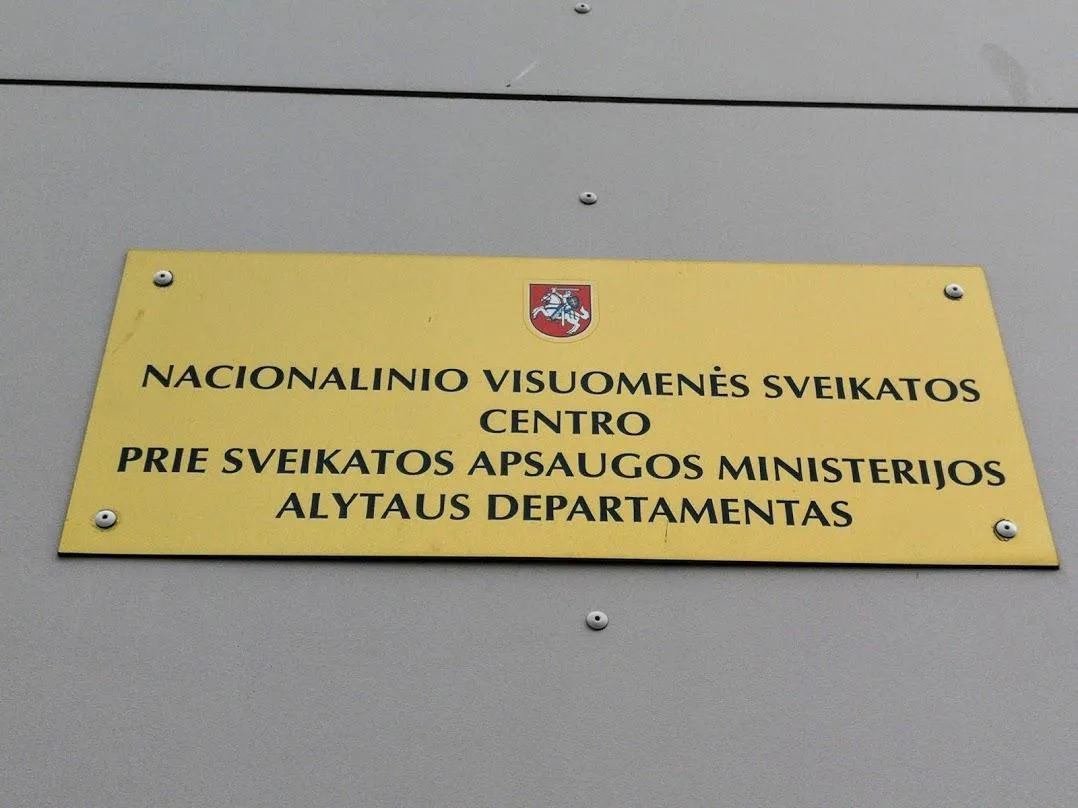 NACIONALINIO VISUOMENĖS SVEIKATOS
CENTRO
PRIE SVEIKATOS APSAUGOS MINISTERIJOS
ALYTAUS DEPARTAMENTAS